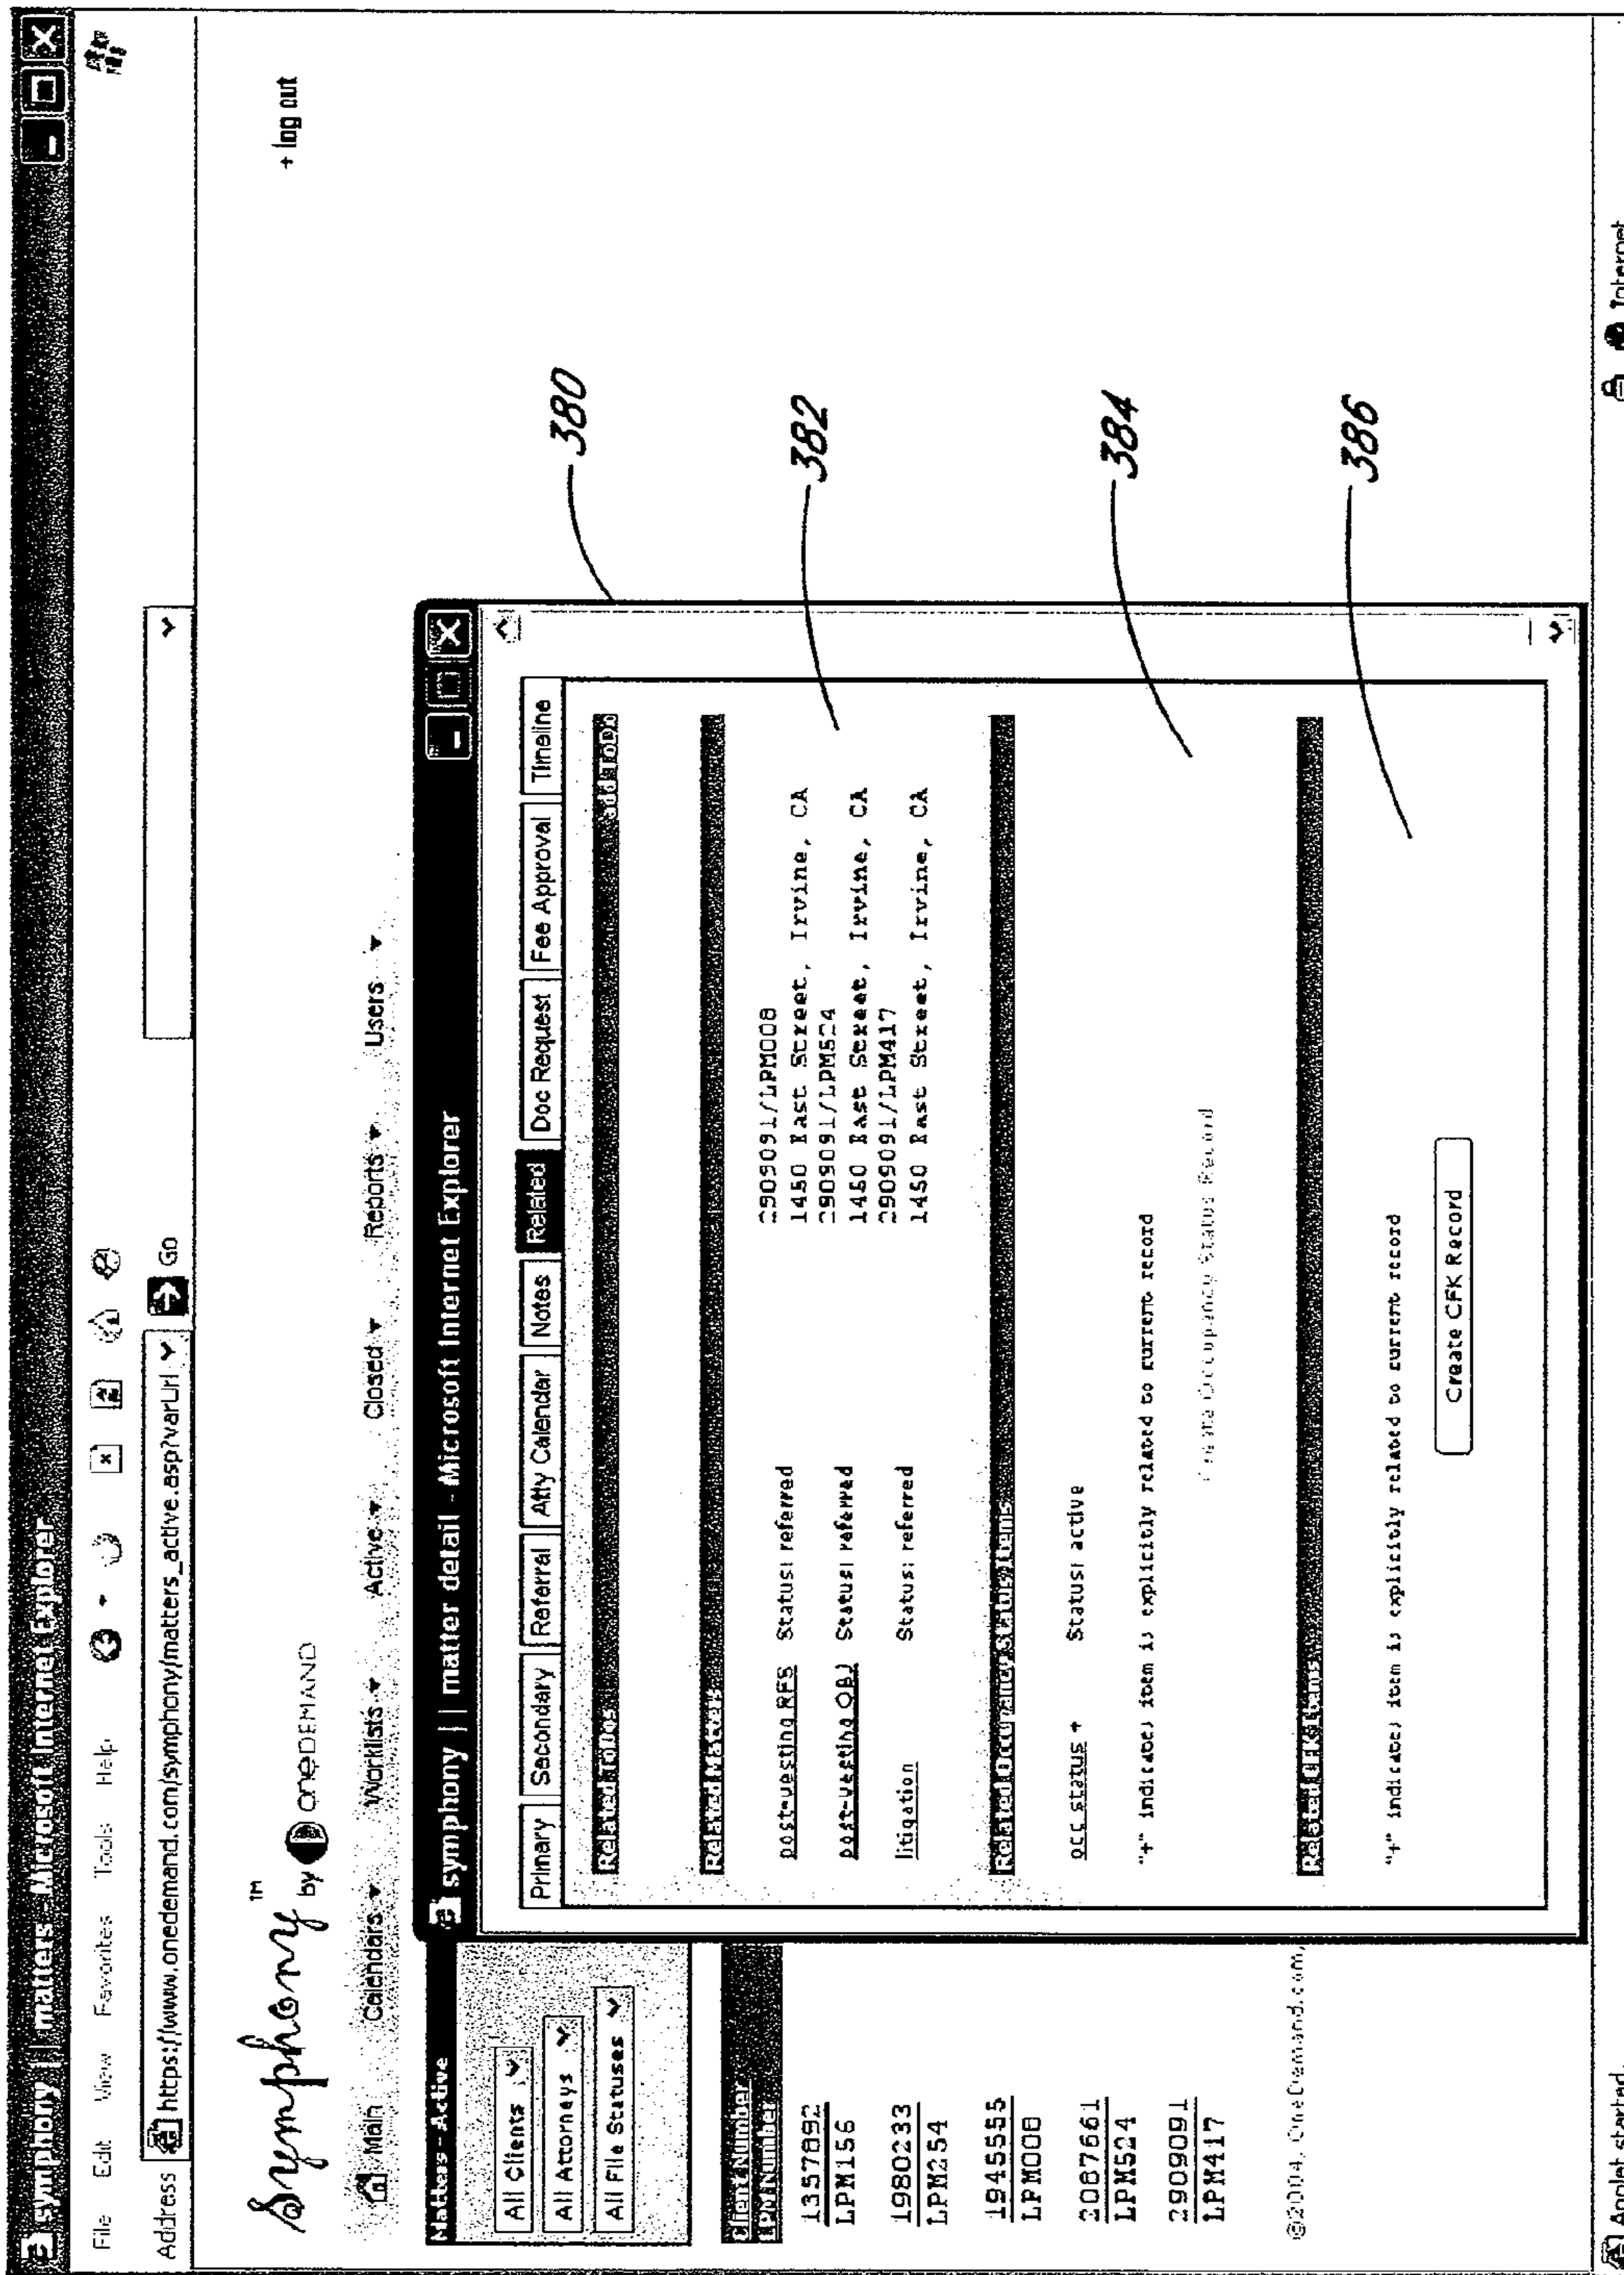 symphony || matters - Microsoft Internet Explorer
File Edit View Favorites Tools Help
Address https://www.onedemand.com/symphony/matters_active.asp?varUrl Go
Symphony™ by onDEMAND
+ log out
Main Calendars Worklists Active Closed Reports Users
Matters - Active
All Clients
All Attorneys
All File Statuses
Client Number
LPM Number
1357892
LPM156
1980233
LPM254
1945555
LPM008
2087661
LPM524
2909091
LPM417
@2004, OneDemand.com,
symphony || matter detail - Microsoft Internet Explorer
Primary Secondary Referral Atty Calendar Notes Related Doc Request Fee Approval Timeline
Related ToDos Add ToDo
Related Matters
post-vesting RFS Status: referred 2909091/LPM008
1450 East Street, Irvine, CA
post-vesting OBJ Status: referred 2909091/LPM524
1450 East Street, Irvine, CA
litigation Status: referred 2909091/LPM417
1450 East Street, Irvine, CA
Related Occupancy Status Items
occ status + Status: active
"+" indicates item is explicitly related to current record
Create Occupancy Status Record
Related CFK Items
"+" indicates item is explicitly related to current record
Create CFK Record
380
382
384
386
Applet started
Internet